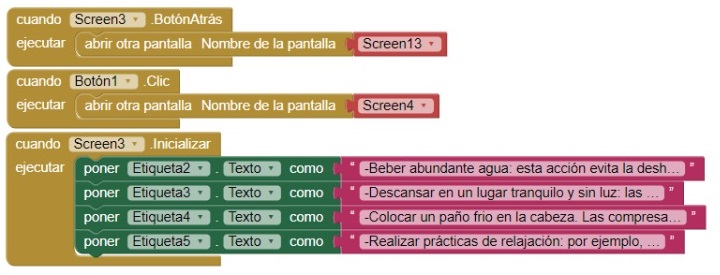 cuando Screen3 .BotónAtrás
ejecutar abrir otra pantalla Nombre de la pantalla Screen13
cuando Botón1 .Clic
ejecutar abrir otra pantalla Nombre de la pantalla Screen4
cuando Screen3 .Inicializar
ejecutar poner Etiqueta2 . Texto como “ -Beber abundante agua: esta acción evita la desh... ”
poner Etiqueta3 . Texto como “ -Descansar en un lugar tranquilo y sin luz: las ... ”
poner Etiqueta4 . Texto como “ -Colocar un paño frio en la cabeza. Las compresa... ”
poner Etiqueta5 . Texto como “ -Realizar prácticas de relajación: por ejemplo, ... ”